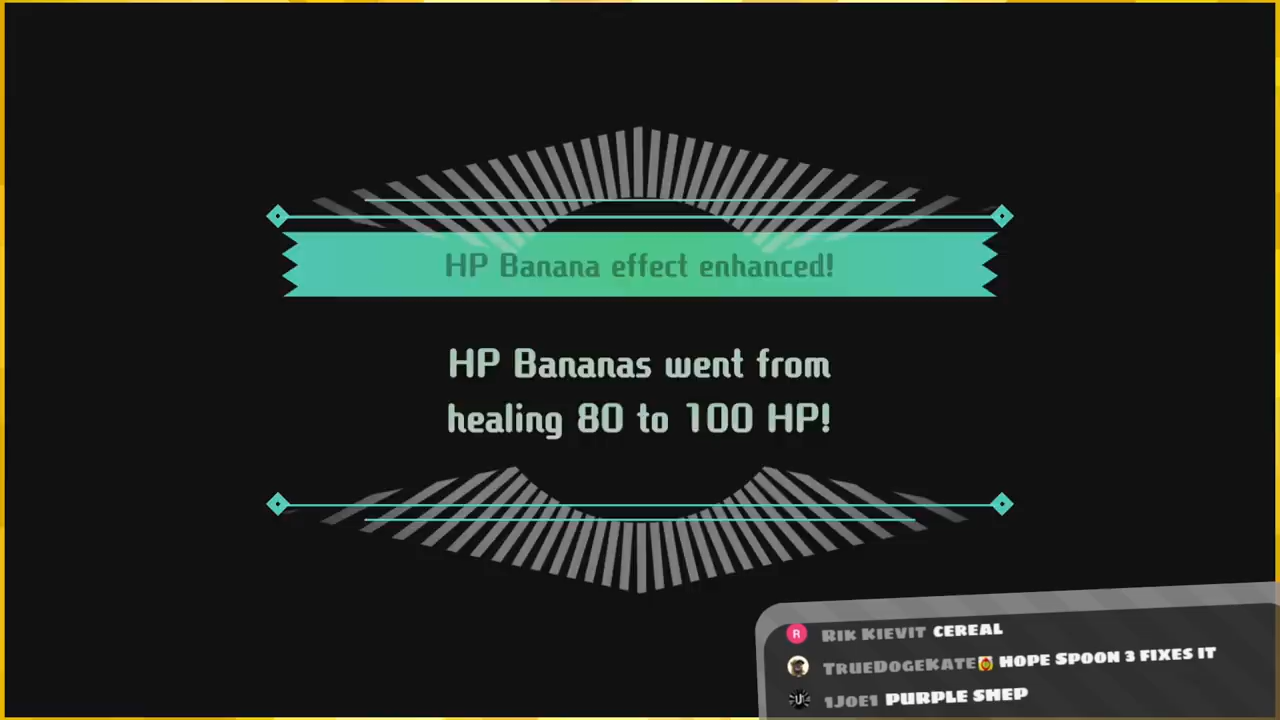 HP Banana effect enhanced!
HP Bananas went from
healing 80 to 100 HP!
R Rik Kievit CEREAL
TrueDogeKate HOPE SPOON 3 FIXES IT
U 1Joe1 PURPLE SHEP